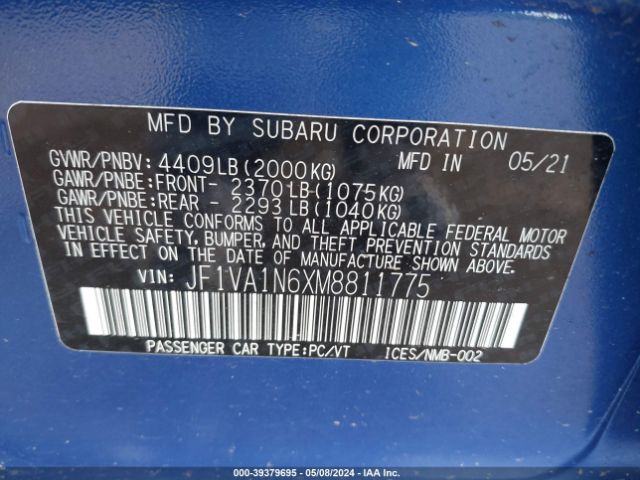 MFD BY SUBARU CORPORATION
GVWR/PNBV: 4409LB(2000KG) MFD IN 05/21
GAWR/PNBE:FRONT- 2370LB(1075KG)
GAWR/PNBE:REAR - 2293LB(1040KG)
THIS VEHICLE CONFORMS TO ALL APPLICABLE FEDERAL MOTOR
VEHICLE SAFETY, BUMPER, AND THEFT PREVENTION STANDARDS
IN EFFECT ON THE DATE OF MANUFACTURE SHOWN ABOVE.
VIN: JF1VA1N6XM8811775
PASSENGER CAR TYPE:PC/VT ICES/NMB-002
000-39379695 - 05/08/2024 - IAA Inc.